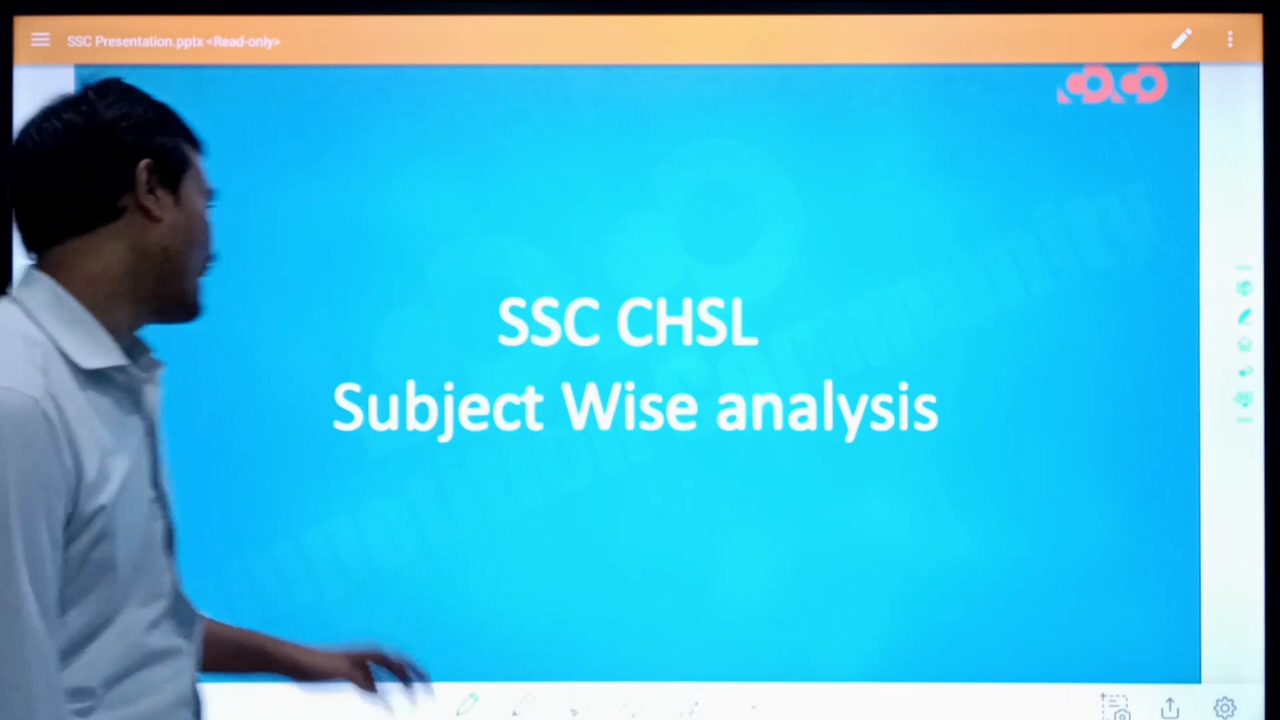 SSC Presentation.pptx <Read-only>
SSC CHSL
Subject Wise analysis